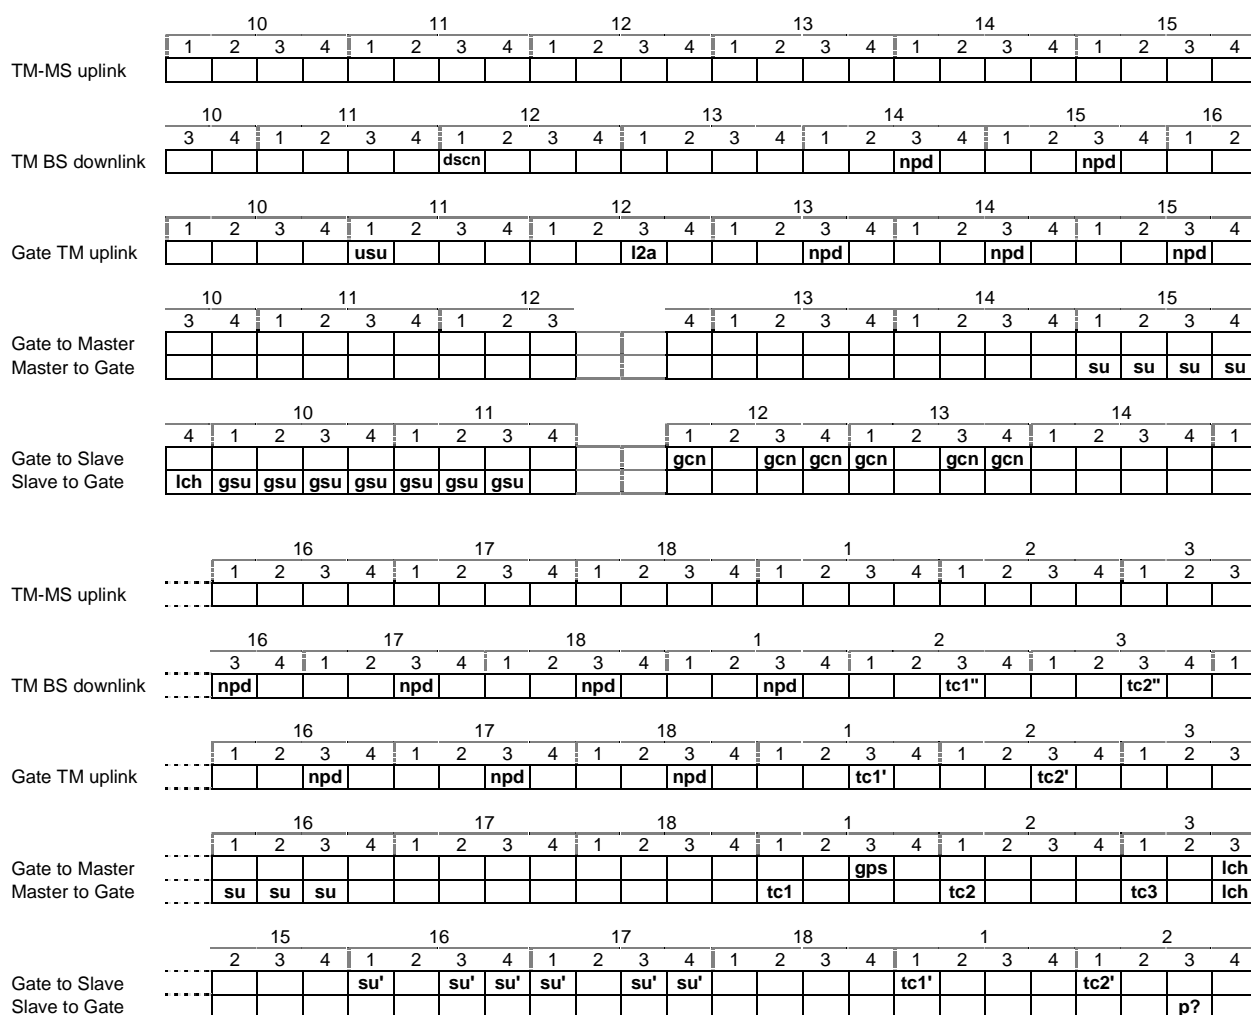 10 11 12 13 14 15
1 2 3 4 1 2 3 4 1 2 3 4 1 2 3 4 1 2 3 4 1 2 3 4
TM-MS uplink
10 11 12 13 14 15 16
3 4 1 2 3 4 1 2 3 4 1 2 3 4 1 2 3 4 1 2 3 4 1 2
TM BS downlink dscn npd npd
10 11 12 13 14 15
1 2 3 4 1 2 3 4 1 2 3 4 1 2 3 4 1 2 3 4 1 2 3 4
Gate TM uplink usu l2a npd npd npd
10 11 12 13 14 15
3 4 1 2 3 4 1 2 3 4 1 2 3 4 1 2 3 4 1 2 3 4
Gate to Master
Master to Gate su su su su
10 11 12 13 14
4 1 2 3 4 1 2 3 4 1 2 3 4 1 2 3 4 1 2 3 4 1
Gate to Slave gcn gcn gcn gcn gcn gcn
Slave to Gate lch gsu gsu gsu gsu gsu gsu gsu
16 17 18 1 2 3
1 2 3 4 1 2 3 4 1 2 3 4 1 2 3 4 1 2 3 4 1 2 3
TM-MS uplink
16 17 18 1 2 3
3 4 1 2 3 4 1 2 3 4 1 2 3 4 1 2 3 4 1 2 3 4 1
TM BS downlink npd npd npd npd tc1" tc2"
16 17 18 1 2 3
1 2 3 4 1 2 3 4 1 2 3 4 1 2 3 4 1 2 3 4 1 2 3
Gate TM uplink npd npd npd tc1' tc2'
16 17 18 1 2 3
1 2 3 4 1 2 3 4 1 2 3 4 1 2 3 4 1 2 3 4 1 2 3
Gate to Master gps lch
Master to Gate su su su tc1 tc2 tc3 lch
15 16 17 18 1 2
2 3 4 1 2 3 4 1 2 3 4 1 2 3 4 1 2 3 4 1 2 3 4
Gate to Slave su' su' su' su' su' su' tc1' tc2'
Slave to Gate p?